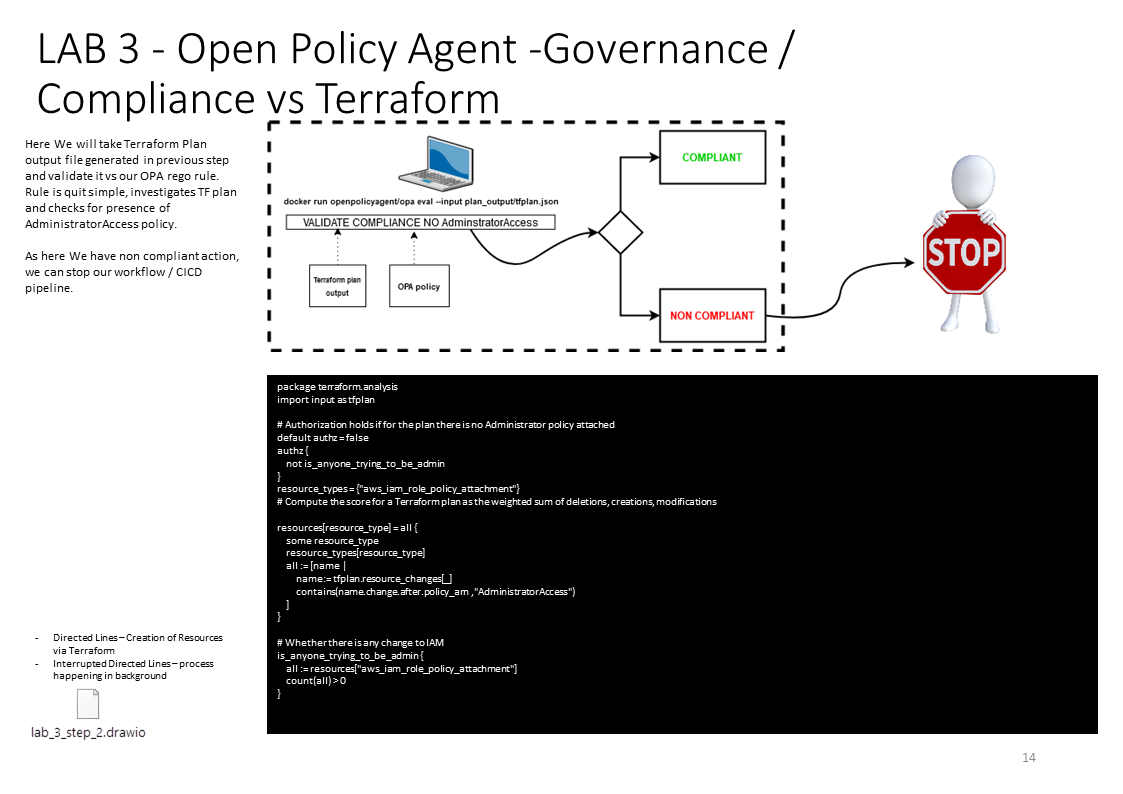 LAB 3 - Open Policy Agent -Governance /
Compliance vs Terraform
Here We will take Terraform Plan
output file generated in previous step
and validate it vs our OPA rego rule.
Rule is quit simple, investigates TF plan
and checks for presence of
AdministratorAccess policy.
As here We have non compliant action,
we can stop our workflow / CICD
pipeline.
docker run openpolicyagent/opa eval --input plan_output/tfplan.json
VALIDATE COMPLIANCE NO AdminstratorAccess
Terraform plan
output
OPA policy
COMPLIANT
NON COMPLIANT
STOP
package terraform.analysis
import input as tfplan
# Authorization holds if for the plan there is no Administrator policy attached
default authz = false
authz {
not is_anyone_trying_to_be_admin
}
resource_types = {"aws_iam_role_policy_attachment"}
# Compute the score for a Terraform plan as the weighted sum of deletions, creations, modifications
resources[resource_type] = all {
some resource_type
resource_types[resource_type]
all := [name |
name:= tfplan.resource_changes[_]
contains(name.change.after.policy_arn ,"AdministratorAccess")
]
}
# Whether there is any change to IAM
is_anyone_trying_to_be_admin {
all := resources["aws_iam_role_policy_attachment"]
count(all) > 0
}
- Directed Lines – Creation of Resources
via Terraform
- Interrupted Directed Lines – process
happening in background
lab_3_step_2.drawio
14